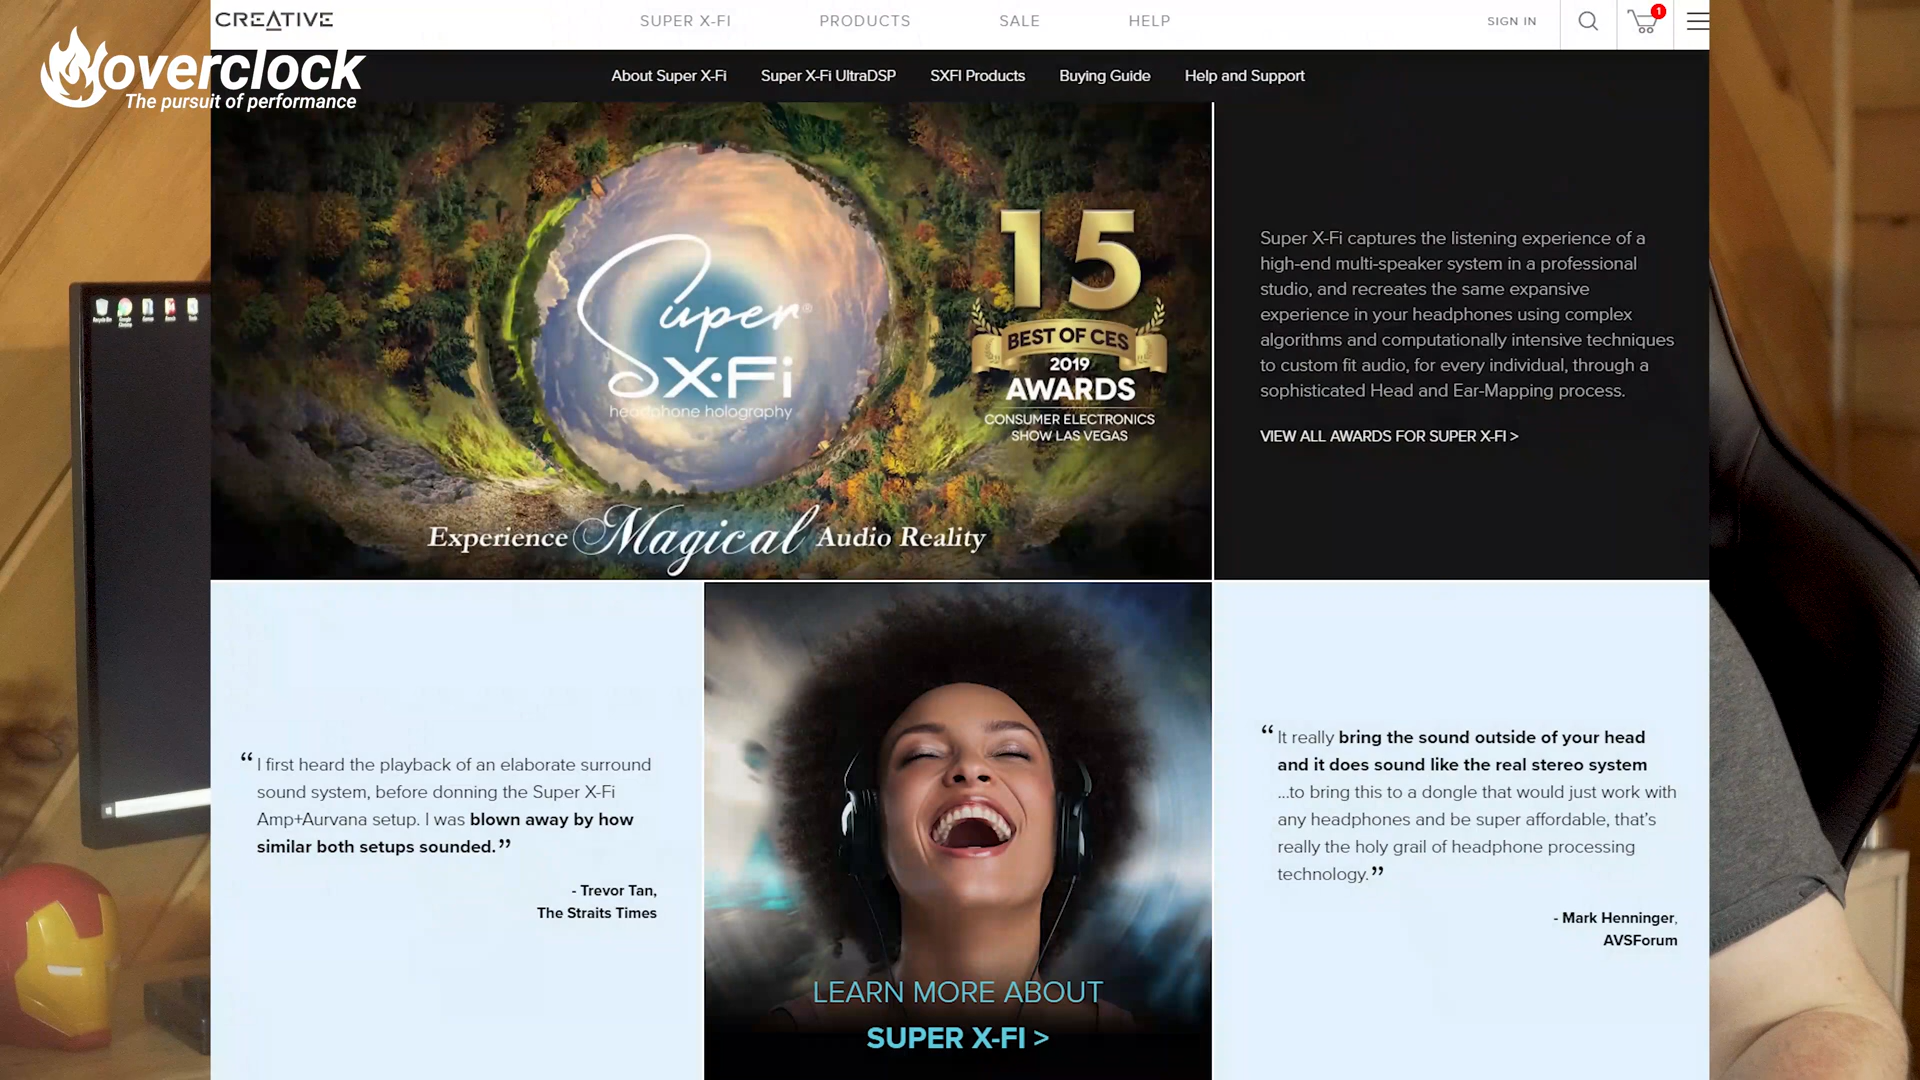 CREATIVE
SUPER X-FI
PRODUCTS
SALE
HELP
SIGN IN
1
overclock
The pursuit of performance
About Super X-Fi
Super X-Fi UltraDSP
SXFI Products
Buying Guide
Help and Support
Super®
X-Fi
headphone holography
15
BEST OF CES
2019
AWARDS
CONSUMER ELECTRONICS
SHOW LAS VEGAS
Experience Magical Audio Reality
Super X-Fi captures the listening experience of a
high-end multi-speaker system in a professional
studio, and recreates the same expansive
experience in your headphones using complex
algorithms and computationally intensive techniques
to custom fit audio, for every individual, through a
sophisticated Head and Ear-Mapping process.
VIEW ALL AWARDS FOR SUPER X-FI >
“I first heard the playback of an elaborate surround
sound system, before donning the Super X-Fi
Amp+Aurvana setup. I was blown away by how
similar both setups sounded.”
- Trevor Tan,
The Straits Times
LEARN MORE ABOUT
SUPER X-FI >
“It really bring the sound outside of your head
and it does sound like the real stereo system
...to bring this to a dongle that would just work with
any headphones and be super affordable, that's
really the holy grail of headphone processing
technology.”
- Mark Henninger,
AVSForum